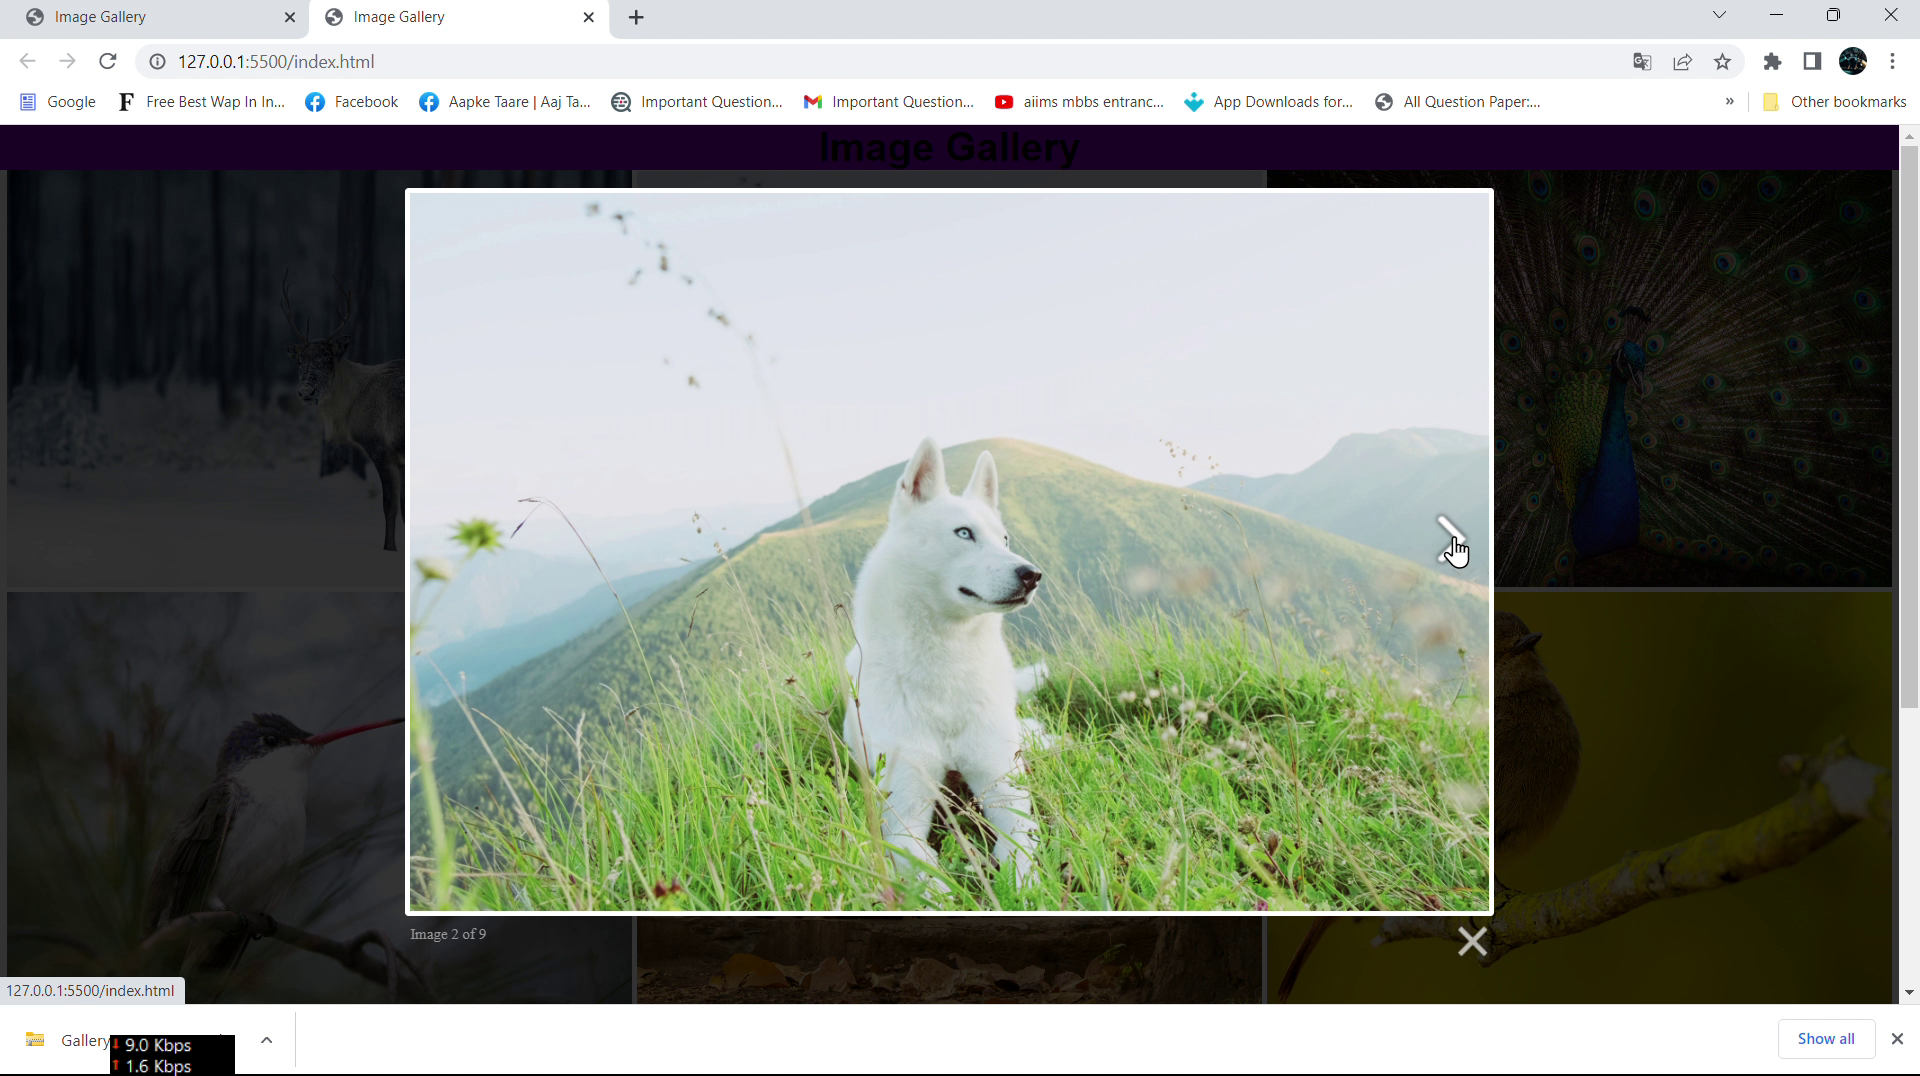 Image Gallery
Image Gallery
127.0.0.1:5500/index.html
Google
Free Best Wap In In...
Facebook
Aapke Taare | Aaj Ta...
Important Question...
Important Question...
aiims mbbs entranc...
App Downloads for...
All Question Paper:...
»
Other bookmarks
Image Gallery
Image 2 of 9
127.0.0.1:5500/index.html
Gallery
9.0 Kbps
1.6 Kbps
Show all